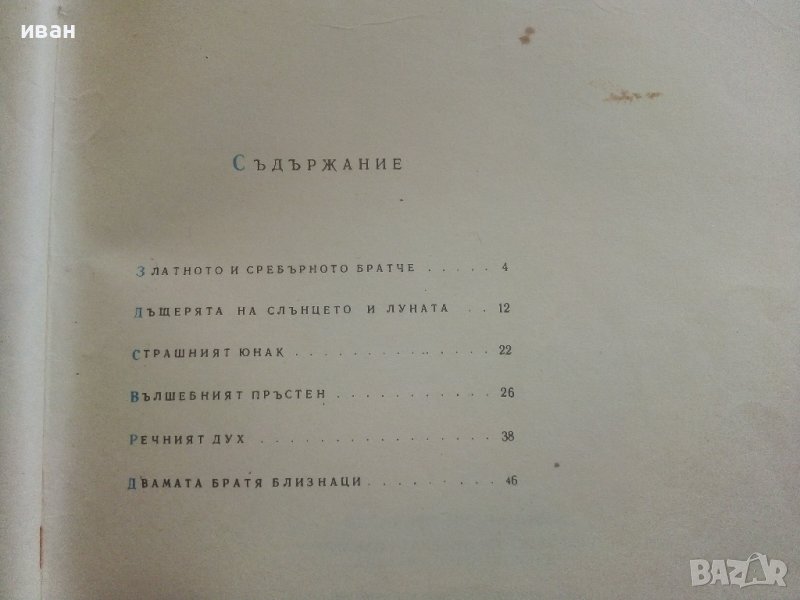 иван
СЪДЪРЖАНИЕ
ЗЛАТНОТО И СРЕБЪРНОТО БРАТЧЕ . . . . . 4
ДЪЩЕРЯТА НА СЛЪНЦЕТО И ЛУНАТА . . 12
СТРАШНИЯТ ЮНАК . . . . . . . . . . . . 22
ВЪЛШЕБНИЯТ ПРЪСТЕН . . . . . . . . . . 26
РЕЧНИЯТ ДУХ . . . . . . . . . . . . . . 38
ДВАМАТА БРАТЯ БЛИЗНАЦИ . . . . . . . . 46
BAZAR